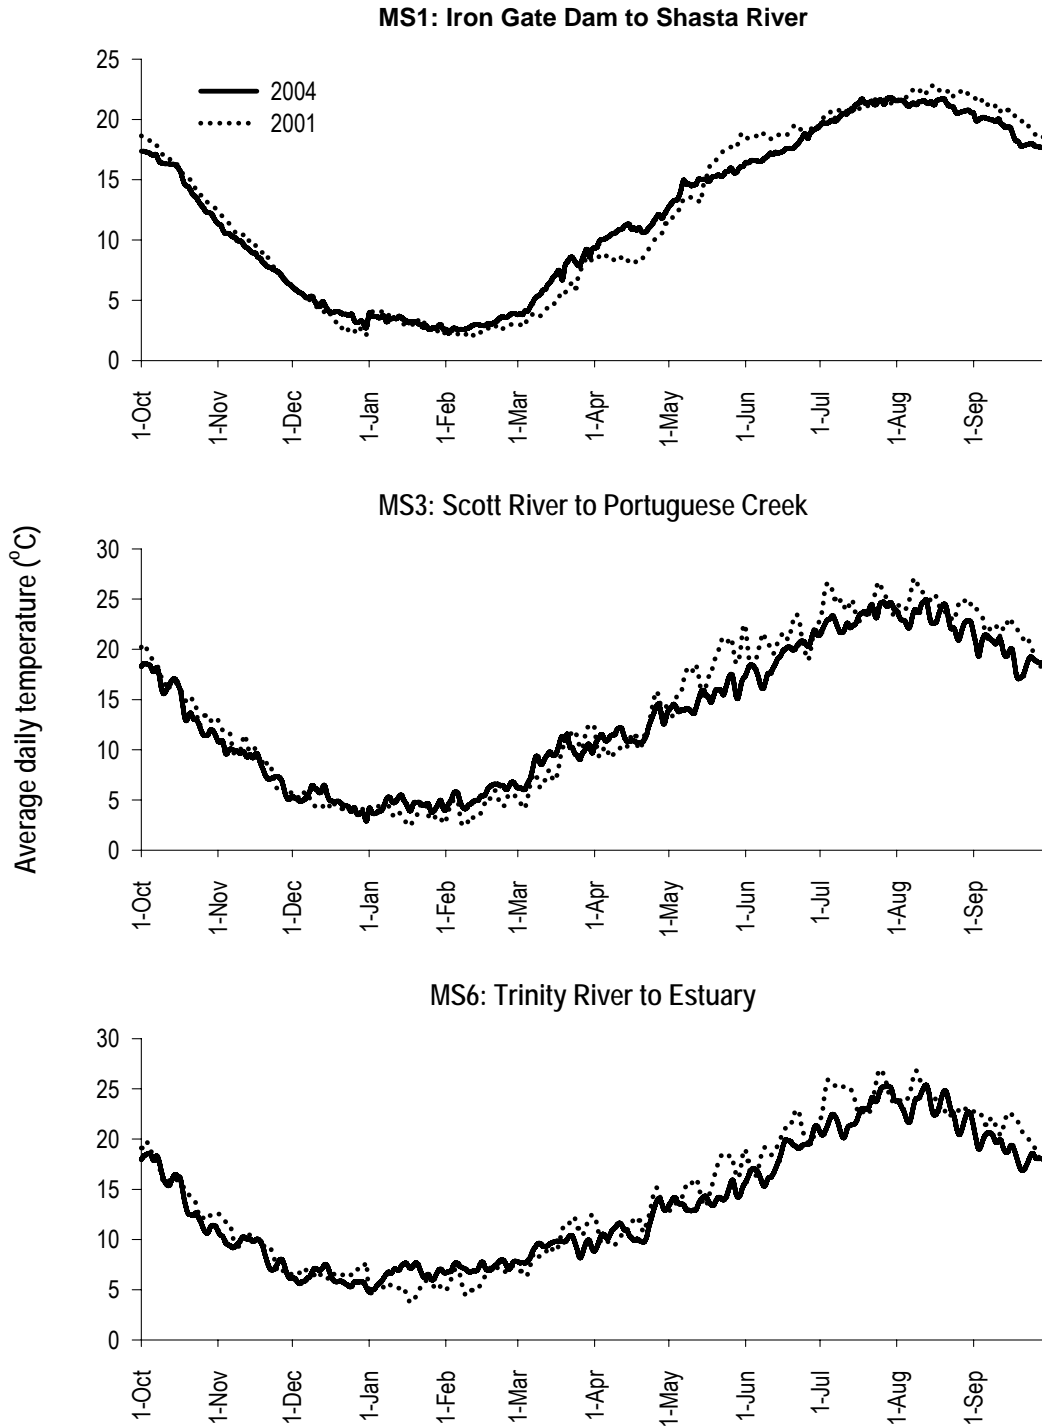 MS1: Iron Gate Dam to Shasta River
25
20
15
10
5
0
2004
2001
1-Oct
1-Nov
1-Dec
1-Jan
1-Feb
1-Mar
1-Apr
1-May
1-Jun
1-Jul
1-Aug
1-Sep
Average daily temperature (°C)
MS3: Scott River to Portuguese Creek
30
25
20
15
10
5
0
1-Oct
1-Nov
1-Dec
1-Jan
1-Feb
1-Mar
1-Apr
1-May
1-Jun
1-Jul
1-Aug
1-Sep
MS6: Trinity River to Estuary
30
25
20
15
10
5
0
1-Oct
1-Nov
1-Dec
1-Jan
1-Feb
1-Mar
1-Apr
1-May
1-Jun
1-Jul
1-Aug
1-Sep